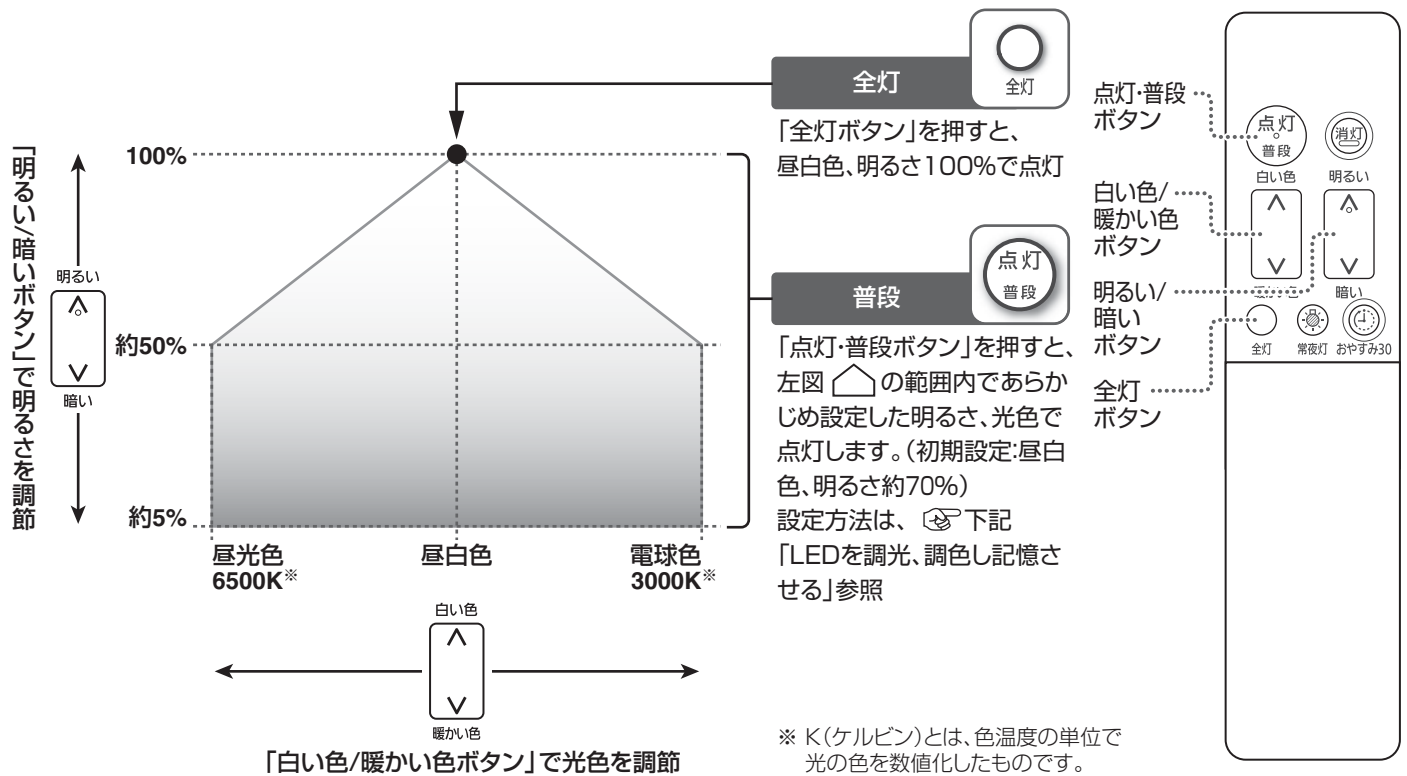 「明るい/暗いボタン」で明るさを調節
明るい
暗い
100%
約50%
約5%
昼光色
6500K※
昼白色
電球色
3000K※
白い色
暖かい色
「白い色/暖かい色ボタン」で光色を調節
全灯
全灯
「全灯ボタン」を押すと、
昼白色、明るさ100%で点灯
普段
点灯
普段
「点灯・普段ボタン」を押すと、
左図 の範囲内であらか
じめ設定した明るさ、光色で
点灯します。(初期設定:昼白
色、明るさ約70%)
設定方法は、 下記
「LEDを調光、調色し記憶さ
せる」参照
※ K(ケルビン)とは、色温度の単位で
光の色を数値化したものです。
点灯・普段
ボタン
白い色/
暖かい色
ボタン
明るい/
暗い
ボタン
全灯
ボタン
点灯
普段
消灯
白い色
明るい
暖かい色
暗い
全灯
常夜灯
おやすみ30